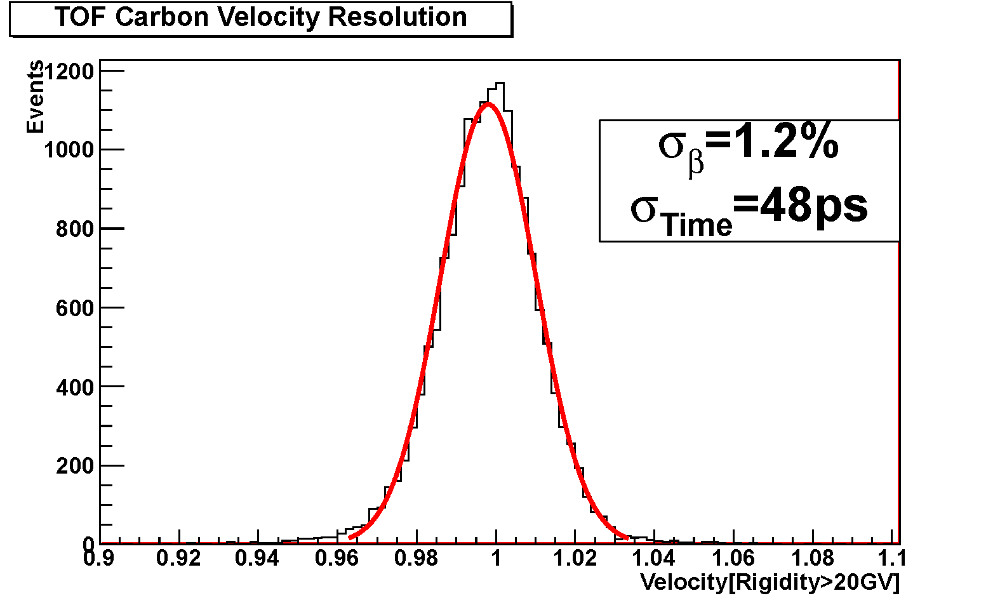 TOF Carbon Velocity Resolution
Events
1200
1000
800
600
400
200
0
σβ=1.2%
σTime=48ps
0.9 0.92 0.94 0.96 0.98 1 1.02 1.04 1.06 1.08 1.1
Velocity[Rigidity>20GV]